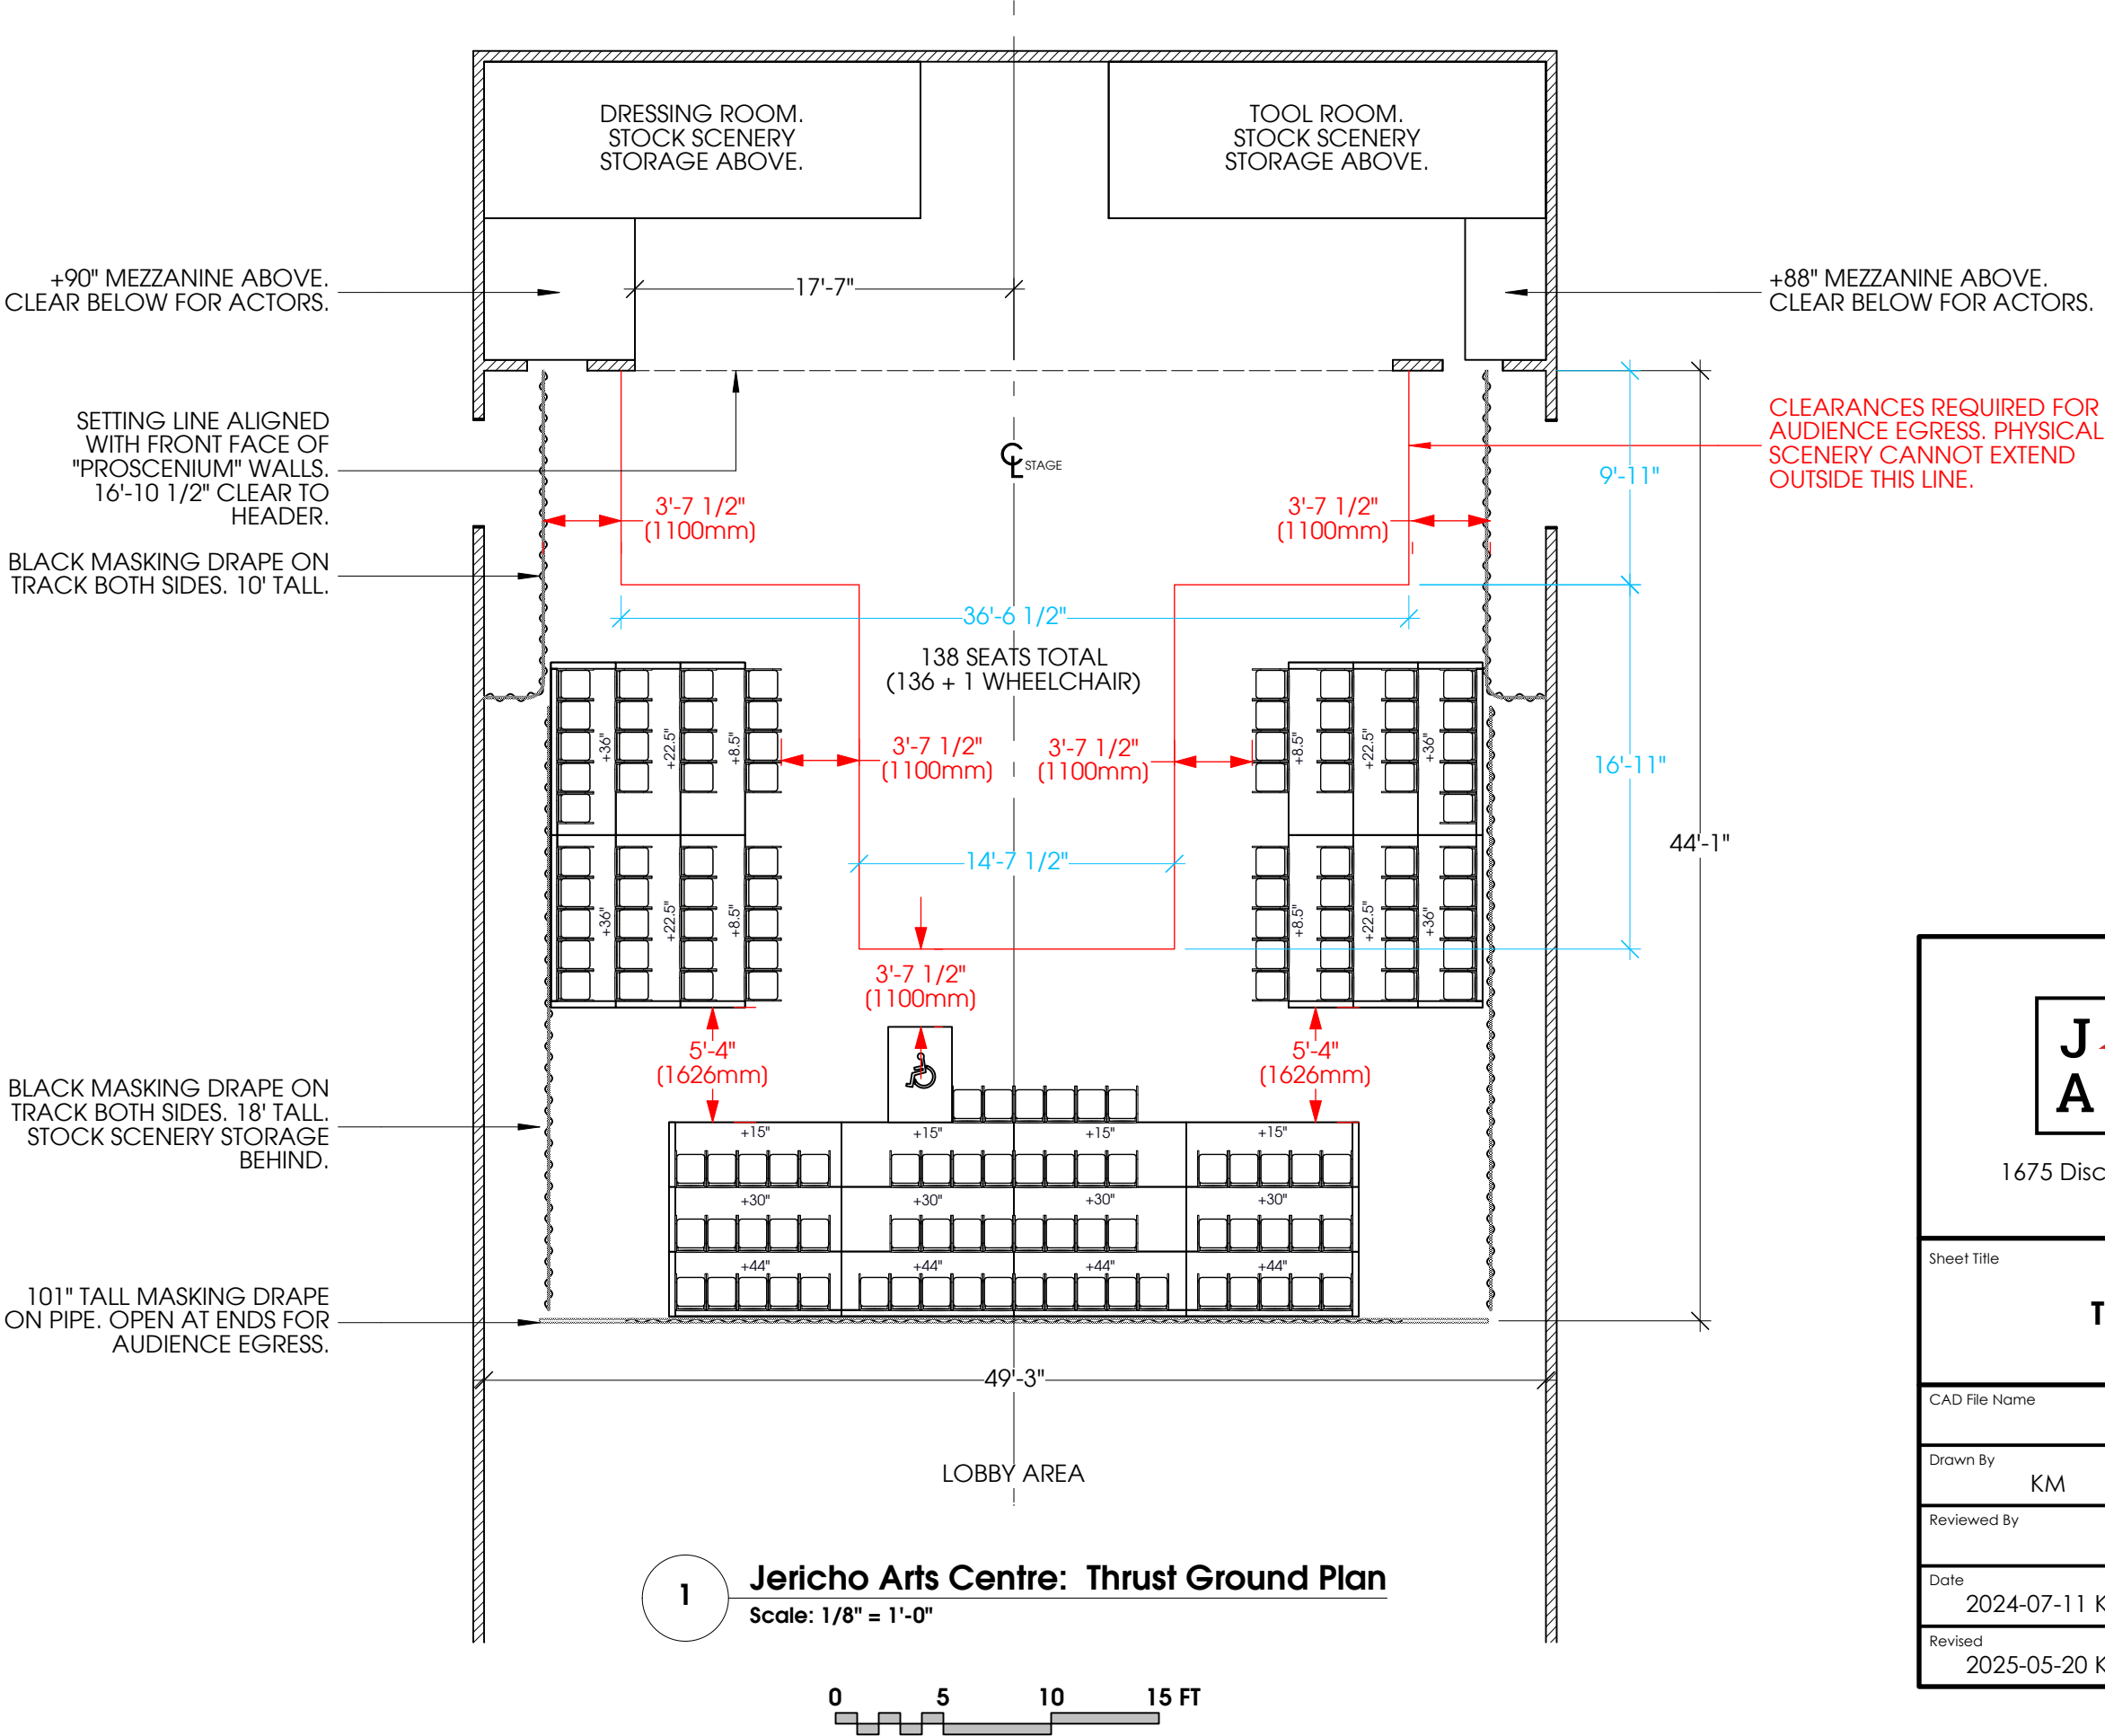 DRESSING ROOM.
STOCK SCENERY
STORAGE ABOVE.
TOOL ROOM.
STOCK SCENERY
STORAGE ABOVE.
+90" MEZZANINE ABOVE.
CLEAR BELOW FOR ACTORS.
17'-7"
+88" MEZZANINE ABOVE.
CLEAR BELOW FOR ACTORS.
SETTING LINE ALIGNED
WITH FRONT FACE OF
"PROSCENIUM" WALLS.
16'-10 1/2" CLEAR TO
HEADER.
CL STAGE
CLEARANCES REQUIRED FOR
AUDIENCE EGRESS. PHYSICAL
SCENERY CANNOT EXTEND
OUTSIDE THIS LINE.
9'-11"
3'-7 1/2"
(1100mm)
3'-7 1/2"
(1100mm)
BLACK MASKING DRAPE ON
TRACK BOTH SIDES. 10' TALL.
36'-6 1/2"
138 SEATS TOTAL
(136 + 1 WHEELCHAIR)
+36"
+22.5"
+8.5"
3'-7 1/2"
(1100mm)
3'-7 1/2"
(1100mm)
+8.5"
+22.5"
+36"
16'-11"
44'-1"
14'-7 1/2"
+36"
+22.5"
+8.5"
+8.5"
+22.5"
+36"
3'-7 1/2"
(1100mm)
5'-4"
(1626mm)
5'-4"
(1626mm)
BLACK MASKING DRAPE ON
TRACK BOTH SIDES. 18' TALL.
STOCK SCENERY STORAGE
BEHIND.
+15"
+15"
+15"
+15"
+30"
+30"
+30"
+30"
+44"
+44"
+44"
+44"
101" TALL MASKING DRAPE
ON PIPE. OPEN AT ENDS FOR
AUDIENCE EGRESS.
49'-3"
LOBBY AREA
1
Jericho Arts Centre: Thrust Ground Plan
Scale: 1/8" = 1'-0"
0 5 10 15 FT
J
A
1675 Disc
Sheet Title
T
CAD File Name
Drawn By
KM
Reviewed By
Date
2024-07-11 K
Revised
2025-05-20 K